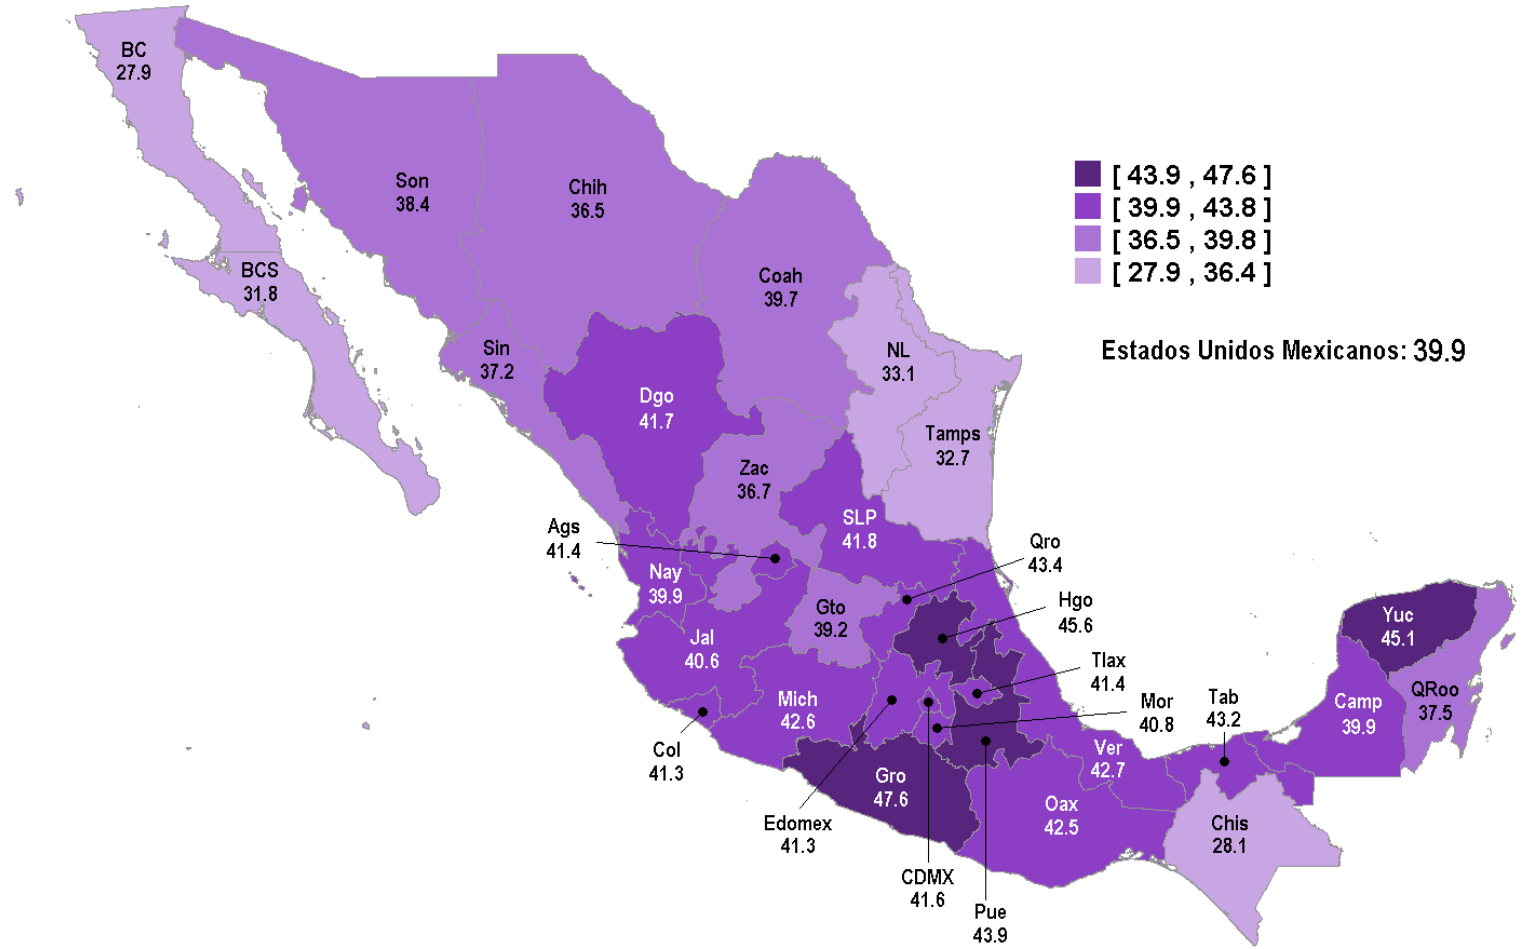 BC
27.9
Son
38.4
Chih
36.5
[ 43.9 , 47.6 ]
[ 39.9 , 43.8 ]
[ 36.5 , 39.8 ]
[ 27.9 , 36.4 ]
BCS
31.8
Coah
39.7
Estados Unidos Mexicanos: 39.9
Sin
37.2
NL
33.1
Dgo
41.7
Tamps
32.7
Zac
36.7
SLP
41.8
Ags
41.4
Qro
43.4
Nay
39.9
Gto
39.2
Hgo
45.6
Yuc
45.1
Jal
40.6
Tlax
41.4
Mich
42.6
Mor
40.8
Tab
43.2
Camp
39.9
QRoo
37.5
Col
41.3
Ver
42.7
Gro
47.6
Oax
42.5
Edomex
41.3
Chis
28.1
CDMX
41.6
Pue
43.9